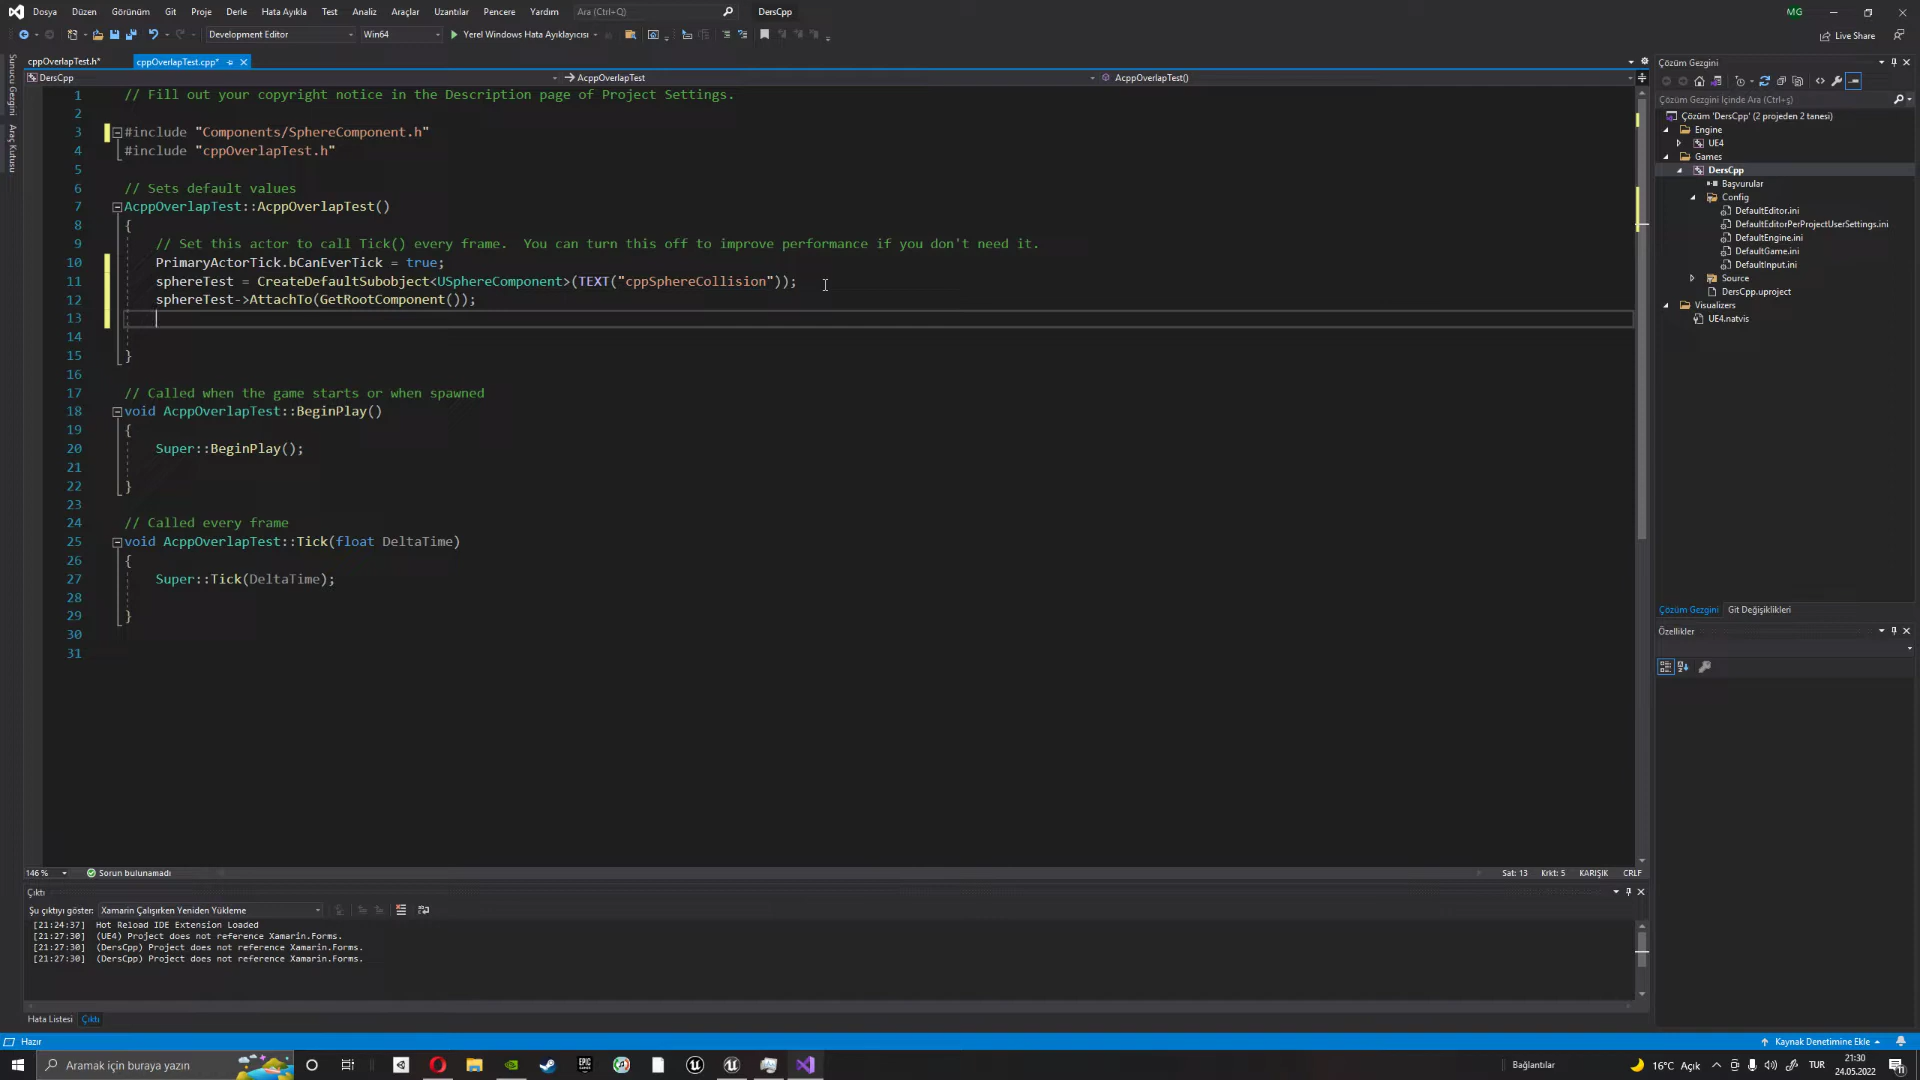 Dosya Düzen Görünüm Git Proje Derle Hata Ayıkla Test Analiz Araçlar Uzantılar Pencere Yardım Ara (Ctrl+Q) DersCpp MG
Development Editor Win64 Yerel Windows Hata Ayıklayıcısı Live Share
Sunucu Gezgini
Araç Kutusu
cppOverlapTest.h* cppOverlapTest.cpp*
DersCpp AcppOverlapTest AcppOverlapTest()
1 // Fill out your copyright notice in the Description page of Project Settings.
2
3 #include "Components/SphereComponent.h"
4 #include "cppOverlapTest.h"
5
6 // Sets default values
7 AcppOverlapTest::AcppOverlapTest()
8 {
9 // Set this actor to call Tick() every frame.  You can turn this off to improve performance if you don't need it.
10 PrimaryActorTick.bCanEverTick = true;
11 sphereTest = CreateDefaultSubobject<USphereComponent>(TEXT("cppSphereCollision"));
12 sphereTest->AttachTo(GetRootComponent());
13
14
15 }
16
17 // Called when the game starts or when spawned
18 void AcppOverlapTest::BeginPlay()
19 {
20 Super::BeginPlay();
21
22 }
23
24 // Called every frame
25 void AcppOverlapTest::Tick(float DeltaTime)
26 {
27 Super::Tick(DeltaTime);
28
29 }
30
31
146 % Sorun bulunamadı Sat: 13 Krkt: 5 KARIŞIK CRLF
Çıktı
Şu çıktıyı göster: Xamarin Çalışırken Yeniden Yükleme
[21:24:37] Hot Reload IDE Extension Loaded
[21:27:30] (UE4) Project does not reference Xamarin.Forms.
[21:27:30] (DersCpp) Project does not reference Xamarin.Forms.
[21:27:30] (DersCpp) Project does not reference Xamarin.Forms.
Hata Listesi Çıktı
Çözüm Gezgini
Çözüm Gezgini İçinde Ara (Ctrl+ş)
Çözüm 'DersCpp' (2 projeden 2 tanesi)
Engine
UE4
Games
DersCpp
Başvurular
Config
DefaultEditor.ini
DefaultEditorPerProjectUserSettings.ini
DefaultEngine.ini
DefaultGame.ini
DefaultInput.ini
Source
DersCpp.uproject
Visualizers
UE4.natvis
Çözüm Gezgini Git Değişiklikleri
Özellikler
Hazır Kaynak Denetimine Ekle
Aramak için buraya yazın EPIC GAMES Bağlantılar 16°C Açık TUR 21:30
24.05.2022